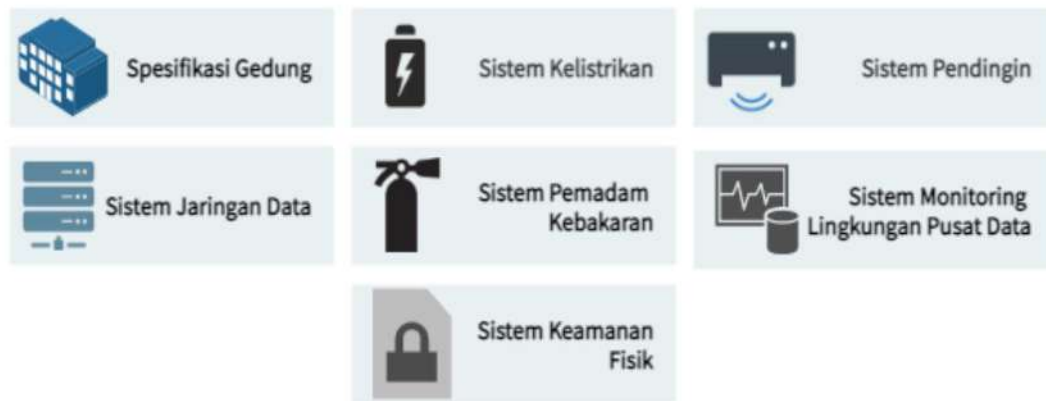 Spesifikasi Gedung
Sistem Kelistrikan
Sistem Pendingin
Sistem Jaringan Data
Sistem Pemadam
Kebakaran
Sistem Monitoring
Lingkungan Pusat Data
Sistem Keamanan
Fisik